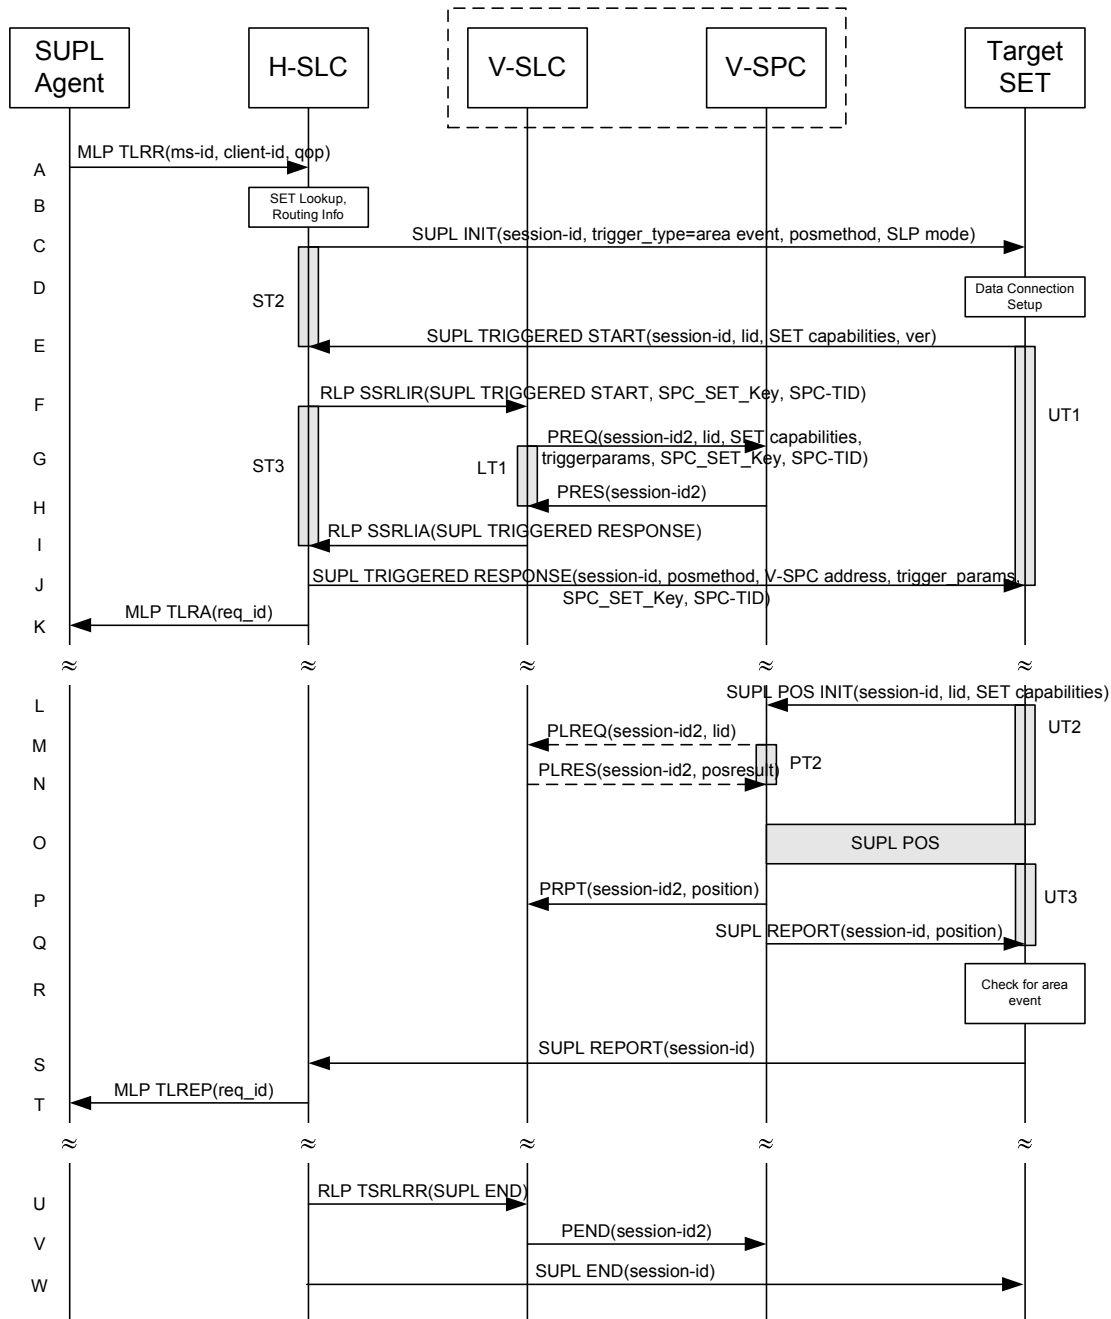 SUPL
Agent
H-SLC
V-SLC
V-SPC
Target
SET
A
MLP TLRR(ms-id, client-id, qop)
B
SET Lookup,
Routing Info
C
SUPL INIT(session-id, trigger_type=area event, posmethod, SLP mode)
D
ST2
Data Connection
Setup
E
SUPL TRIGGERED START(session-id, lid, SET capabilities, ver)
F
RLP SSRLIR(SUPL TRIGGERED START, SPC_SET_Key, SPC-TID)
UT1
G
ST3
LT1
PREQ(session-id2, lid, SET capabilities,
triggerparams, SPC_SET_Key, SPC-TID)
H
PRES(session-id2)
I
RLP SSRLIA(SUPL TRIGGERED RESPONSE)
J
SUPL TRIGGERED RESPONSE(session-id, posmethod, V-SPC address, trigger_params,
SPC_SET_Key, SPC-TID)
K
MLP TLRA(req_id)
≈ ≈ ≈ ≈ ≈
L
SUPL POS INIT(session-id, lid, SET capabilities)
UT2
M
PLREQ(session-id2, lid)
PT2
N
PLRES(session-id2, posresult)
O
SUPL POS
P
PRPT(session-id2, position)
UT3
Q
SUPL REPORT(session-id, position)
R
Check for area
event
S
SUPL REPORT(session-id)
T
MLP TLREP(req_id)
≈ ≈ ≈ ≈ ≈
U
RLP TSRLRR(SUPL END)
V
PEND(session-id2)
W
SUPL END(session-id)